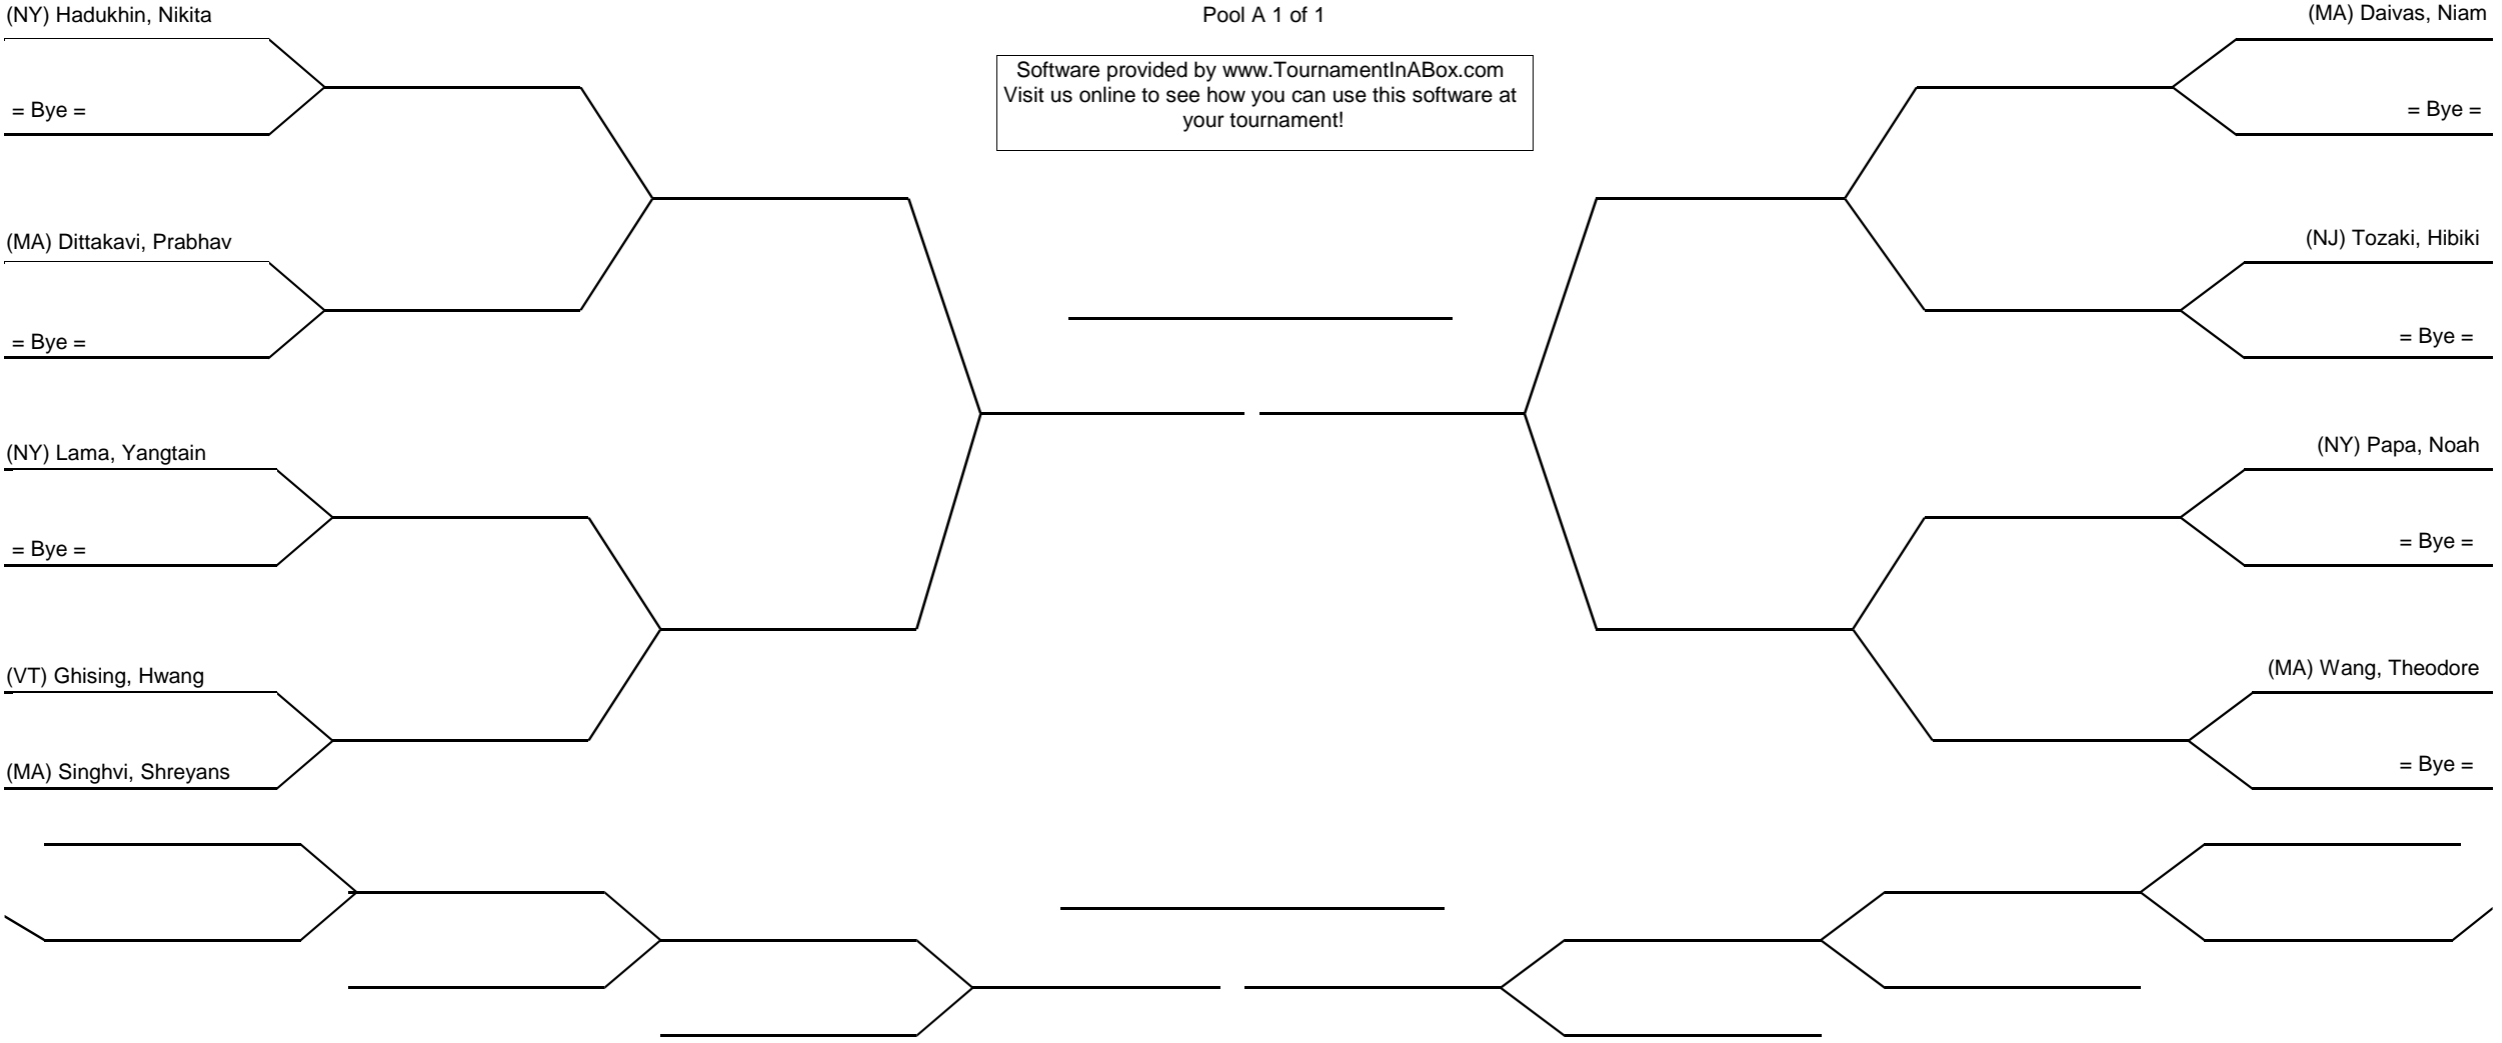 (NY) Hadukhin, Nikita
= Bye =
(MA) Dittakavi, Prabhav
= Bye =
(NY) Lama, Yangtain
= Bye =
(VT) Ghising, Hwang
(MA) Singhvi, Shreyans
Pool A 1 of 1
Software provided by www.TournamentInABox.com
Visit us online to see how you can use this software at
your tournament!
(MA) Daivas, Niam
= Bye =
(NJ) Tozaki, Hibiki
= Bye =
(NY) Papa, Noah
= Bye =
(MA) Wang, Theodore
= Bye =